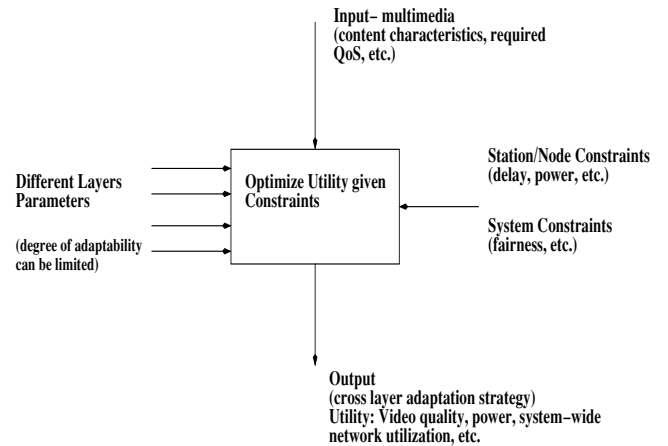 Input- multimedia
(content characteristics, required
QoS, etc.)
Different Layers
Parameters
(degree of adaptability
can be limited)
Optimize Utility given
Constraints
Station/Node Constraints
(delay, power, etc.)
System Constraints
(fairness, etc.)
Output
(cross layer adaptation strategy)
Utility: Video quality, power, system-wide
network utilization, etc.